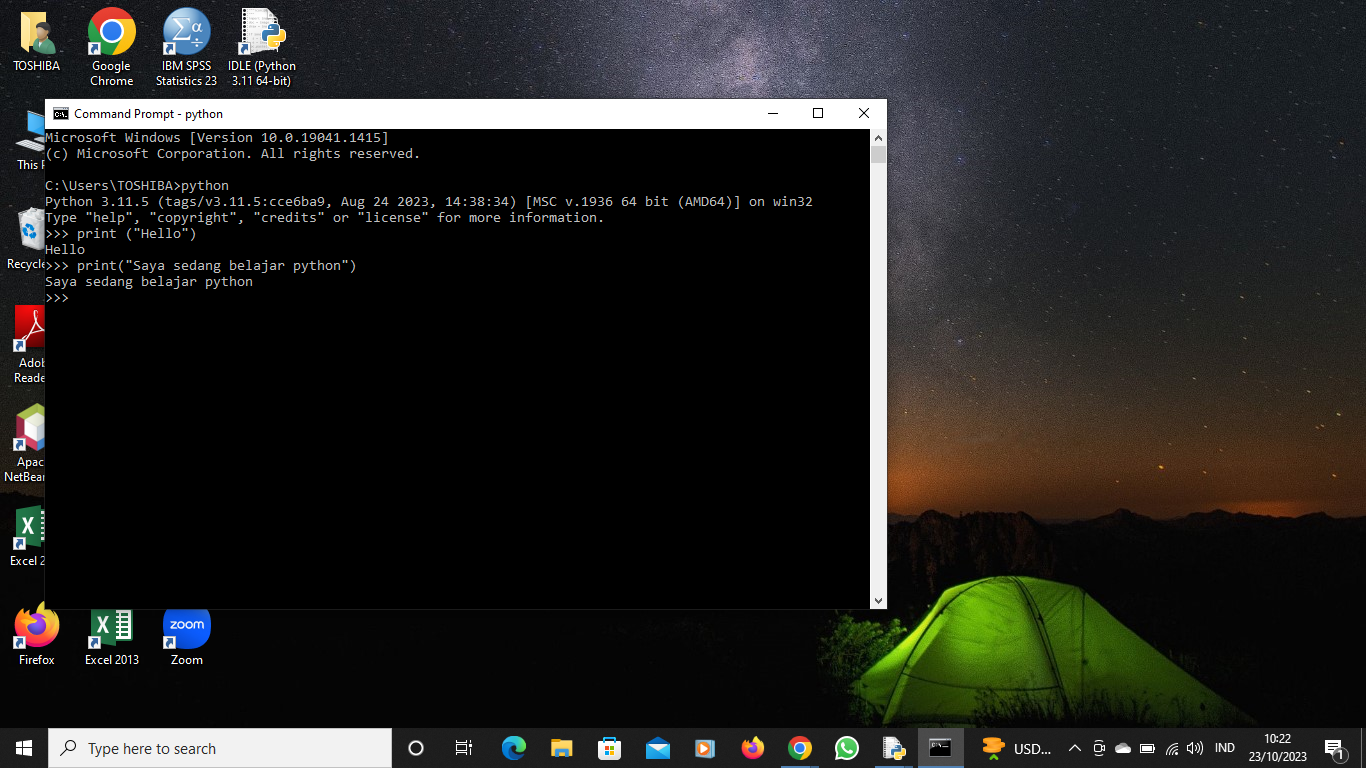 TOSHIBA
Google
Chrome
IBM SPSS
Statistics 23
IDLE (Python
3.11 64-bit)
Command Prompt - python
Microsoft Windows [Version 10.0.19041.1415]
(c) Microsoft Corporation. All rights reserved.
C:\Users\TOSHIBA>python
Python 3.11.5 (tags/v3.11.5:cce6ba9, Aug 24 2023, 14:38:34) [MSC v.1936 64 bit (AMD64)] on win32
Type "help", "copyright", "credits" or "license" for more information.
>>> print ("Hello")
Hello
>>> print("Saya sedang belajar python")
Saya sedang belajar python
>>>
This
Recycle
Adob
Reade
Apac
NetBean
Excel 2
Firefox
Excel 2013
zoom
Zoom
Type here to search
USD...
IND
10:22
23/10/2023
1